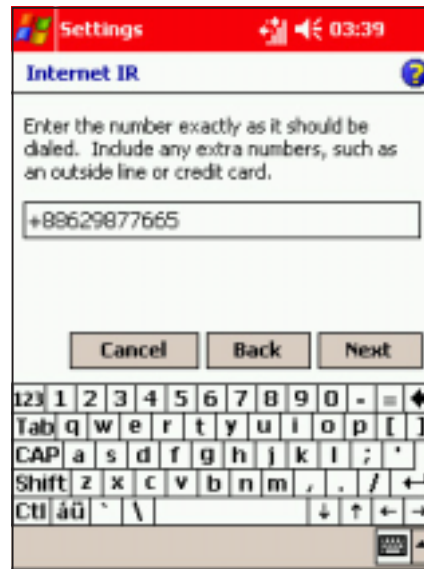 Settings 03:39
Internet IR
Enter the number exactly as it should be
dialed. Include any extra numbers, such as
an outside line or credit card.
+88629877665
Cancel Back Next
123 1 2 3 4 5 6 7 8 9 0 - = 
Tab q w e r t y u i o p [ ]
CAP a s d f g h j k l ; '
Shift z x c v b n m , . / ↵
Ctl áü ` \ ↓ ↑ ← →